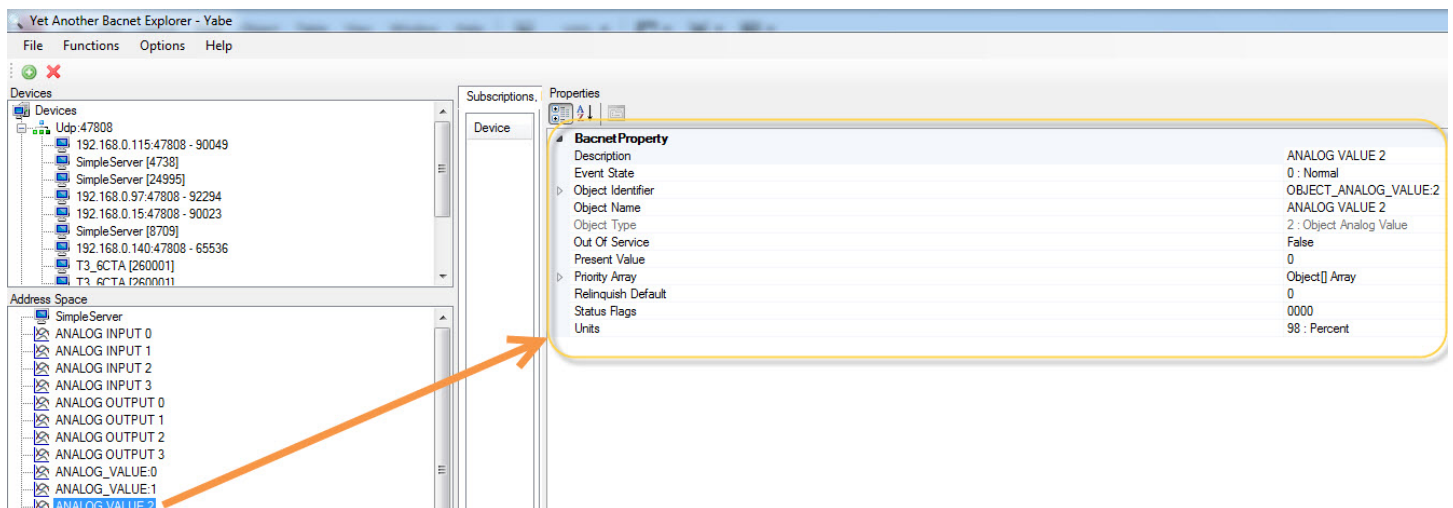 Yet Another Bacnet Explorer - Yabe
File Functions Options Help
Devices
Devices
Udp:47808
192.168.0.115:47808 - 90049
SimpleServer [4738]
SimpleServer [24995]
192.168.0.97:47808 - 92294
192.168.0.15:47808 - 90023
SimpleServer [8709]
192.168.0.140:47808 - 65536
T3_6CTA [260001]
T3_6CTA [260001]
Address Space
SimpleServer
ANALOG INPUT 0
ANALOG INPUT 1
ANALOG INPUT 2
ANALOG INPUT 3
ANALOG OUTPUT 0
ANALOG OUTPUT 1
ANALOG OUTPUT 2
ANALOG OUTPUT 3
ANALOG_VALUE:0
ANALOG_VALUE:1
ANALOG VALUE 2
Subscriptions,
Device
Properties
BacnetProperty
Description ANALOG VALUE 2
Event State 0 : Normal
Object Identifier OBJECT_ANALOG_VALUE:2
Object Name ANALOG VALUE 2
Object Type 2 : Object Analog Value
Out Of Service False
Present Value 0
Priority Array Object[] Array
Relinquish Default 0
Status Flags 0000
Units 98 : Percent